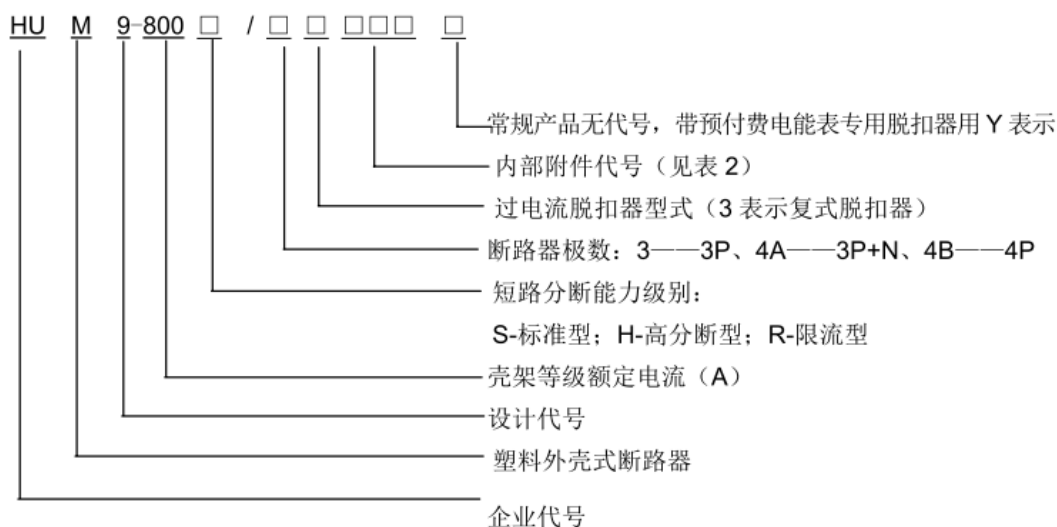 HU M 9-800 □ / □ □ □□□ □
常规产品无代号，带预付费电能表专用脱扣器用 Y 表示
内部附件代号（见表 2）
过电流脱扣器型式（3 表示复式脱扣器）
断路器极数：3——3P、4A——3P+N、4B——4P
短路分断能力级别：
S-标准型；H-高分断型；R-限流型
壳架等级额定电流（A）
设计代号
塑料外壳式断路器
企业代号